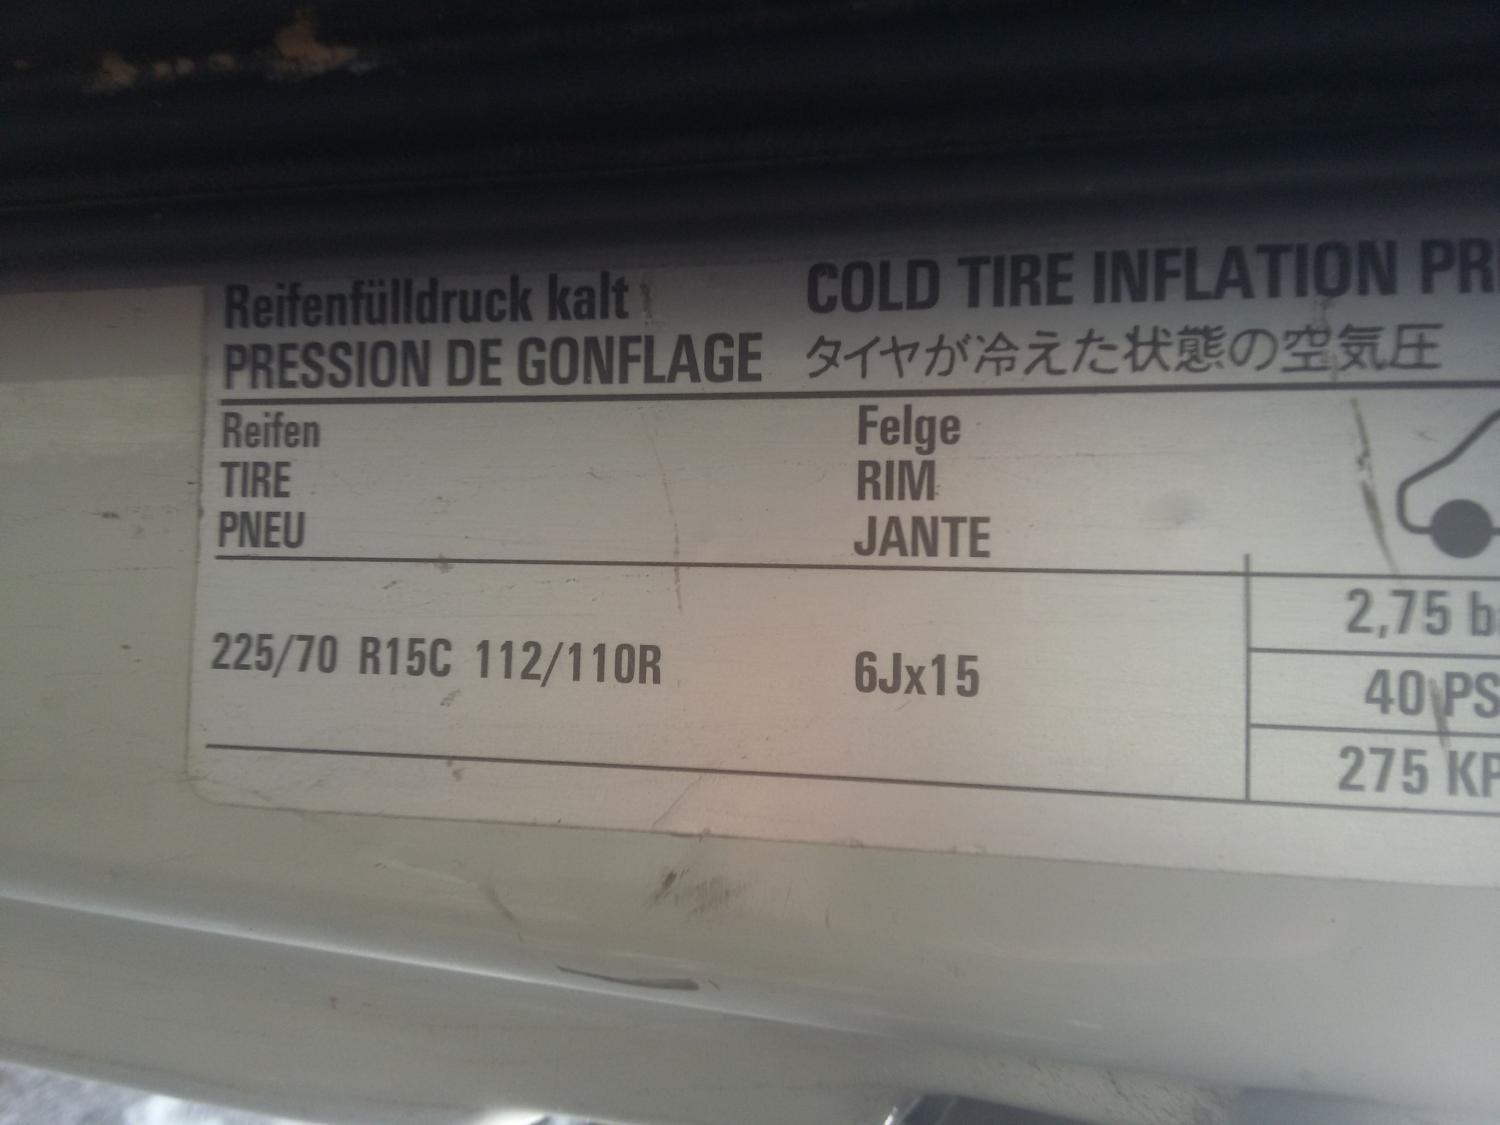 Reifenfülldruck kalt
PRESSION DE GONFLAGE
COLD TIRE INFLATION
タイヤが冷えた状態の空気圧
Reifen
TIRE
PNEU
Felge
RIM
JANTE
225/70 R15C 112/110R
6Jx15
2,75
40
275